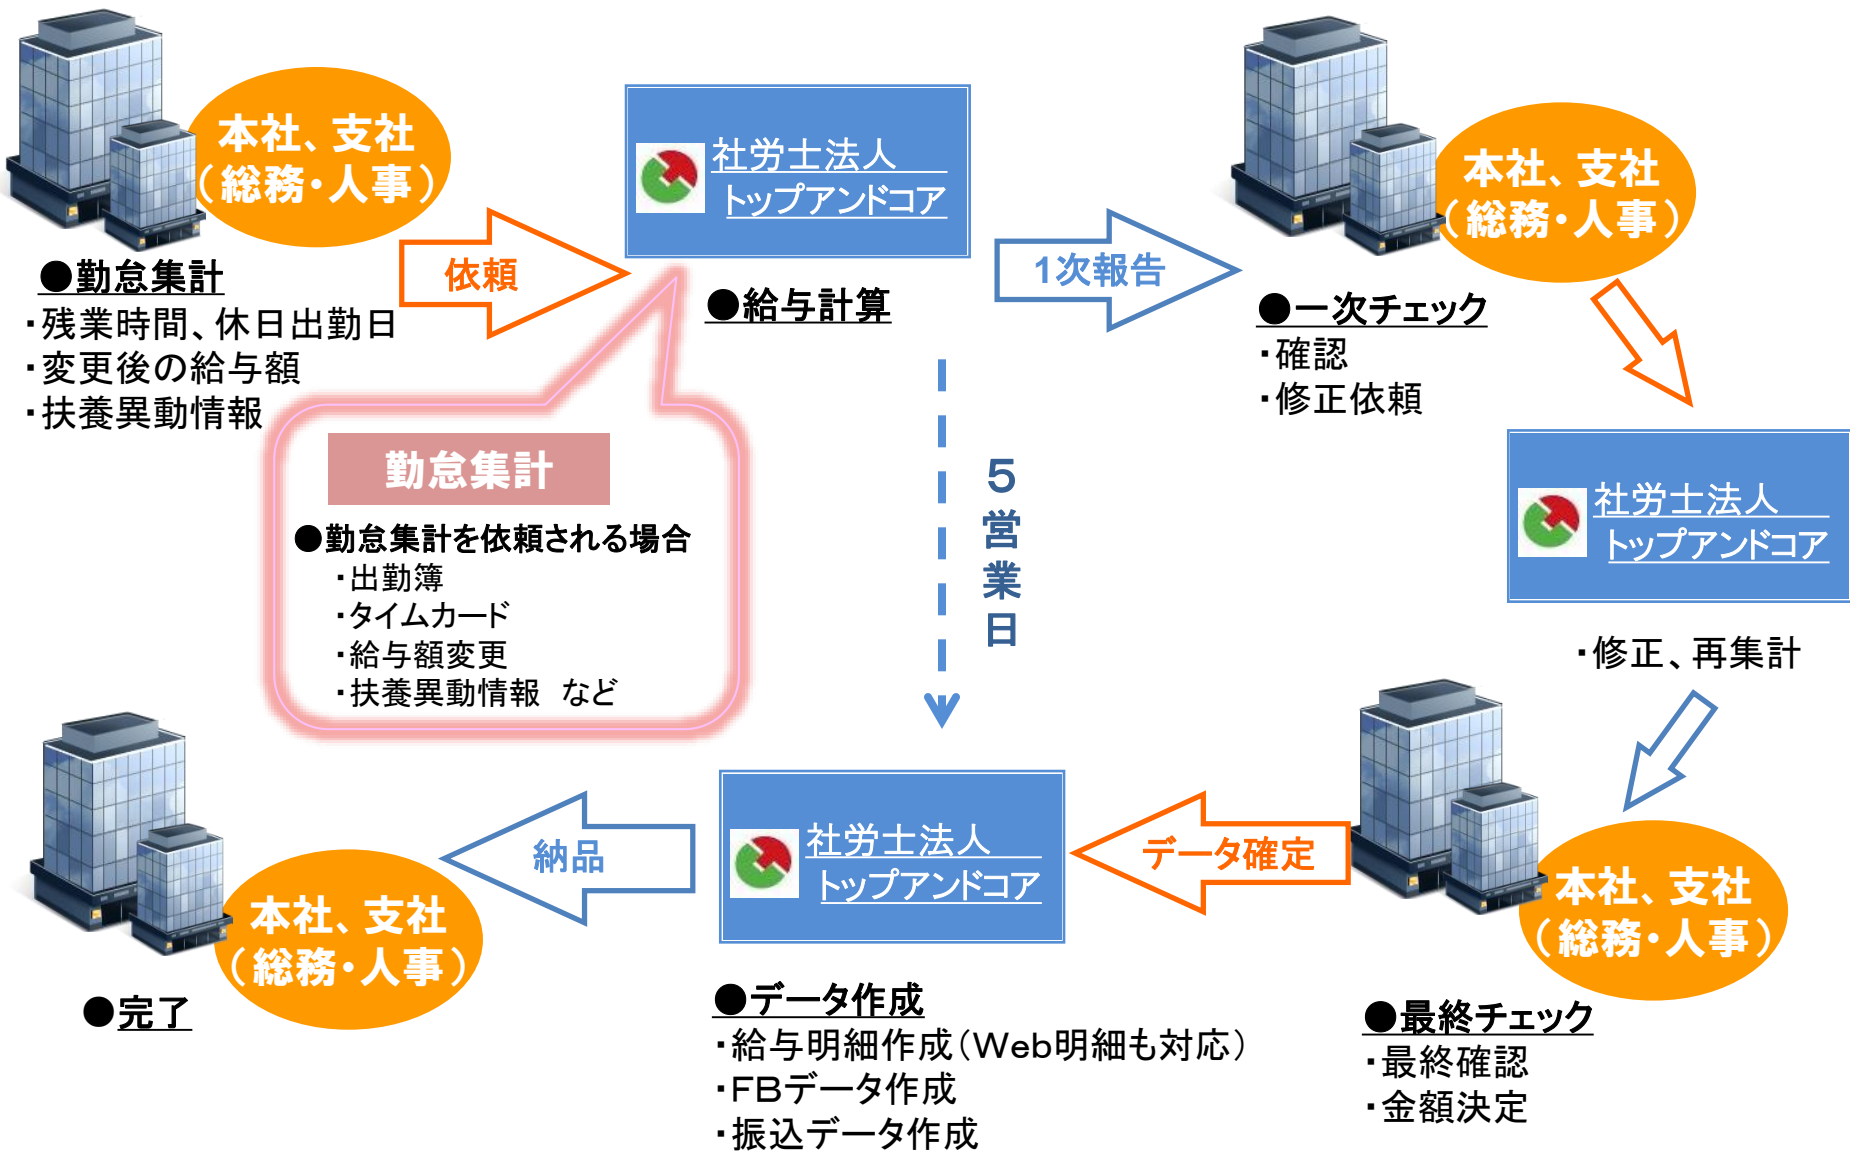 本社、支社
（総務・人事）
●勤怠集計
・残業時間、休日出勤日
・変更後の給与額
・扶養異動情報
依頼
社労士法人
トップアンドコア
●給与計算
勤怠集計
●勤怠集計を依頼される場合
・出勤簿
・タイムカード
・給与額変更
・扶養異動情報　など
5営業日
1次報告
本社、支社
（総務・人事）
●一次チェック
・確認
・修正依頼
社労士法人
トップアンドコア
・修正、再集計
本社、支社
（総務・人事）
●最終チェック
・最終確認
・金額決定
データ確定
社労士法人
トップアンドコア
●データ作成
・給与明細作成（Web明細も対応）
・FBデータ作成
・振込データ作成
納品
本社、支社
（総務・人事）
●完了